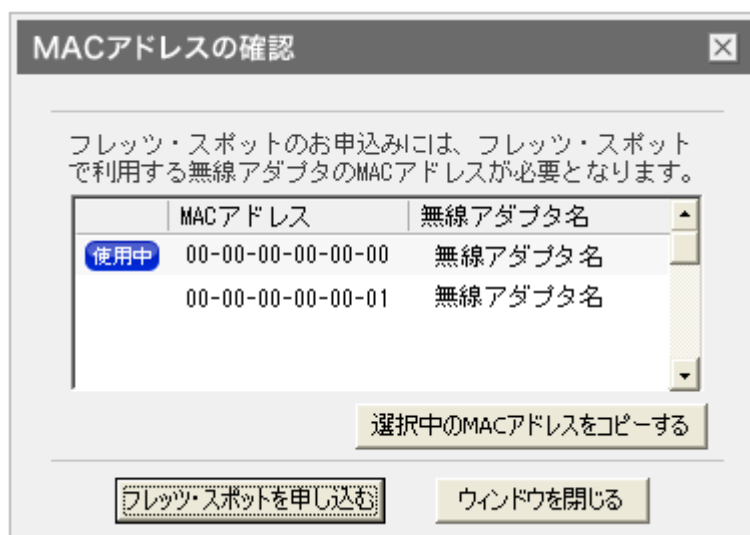 MACアドレスの確認
フレッツ・スポットのお申込みには、フレッツ・スポット
で利用する無線アダプタのMACアドレスが必要となります。
MACアドレス 無線アダプタ名
使用中 00-00-00-00-00-00 無線アダプタ名
00-00-00-00-00-01 無線アダプタ名
選択中のMACアドレスをコピーする
フレッツ・スポットを申し込む ウィンドウを閉じる